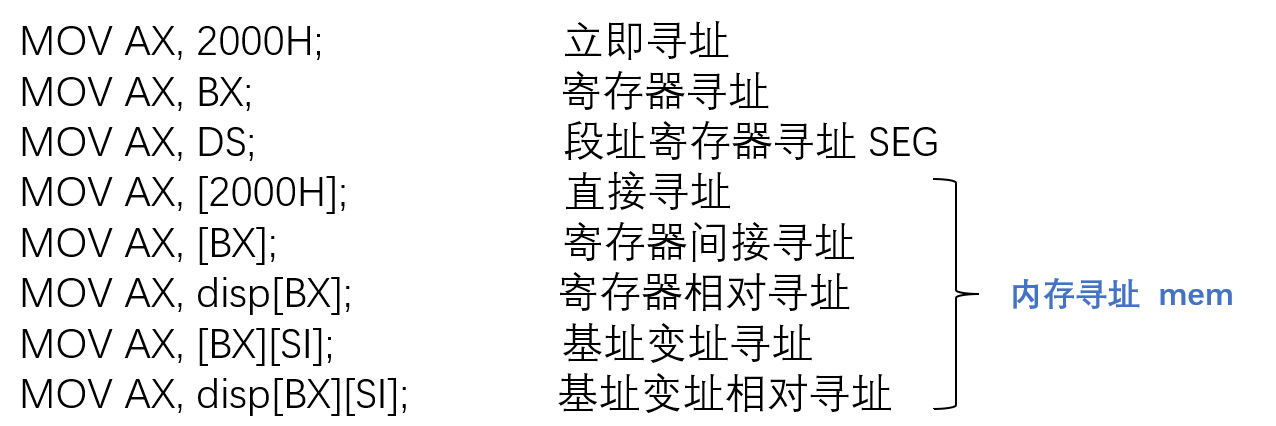 MOV AX, 2000H; 立即寻址
MOV AX, BX; 寄存器寻址
MOV AX, DS; 段址寄存器寻址 SEG
MOV AX, [2000H]; 直接寻址
MOV AX, [BX]; 寄存器间接寻址
MOV AX, disp[BX]; 寄存器相对寻址
MOV AX, [BX][SI]; 基址变址寻址
MOV AX, disp[BX][SI]; 基址变址相对寻址
内存寻址 mem